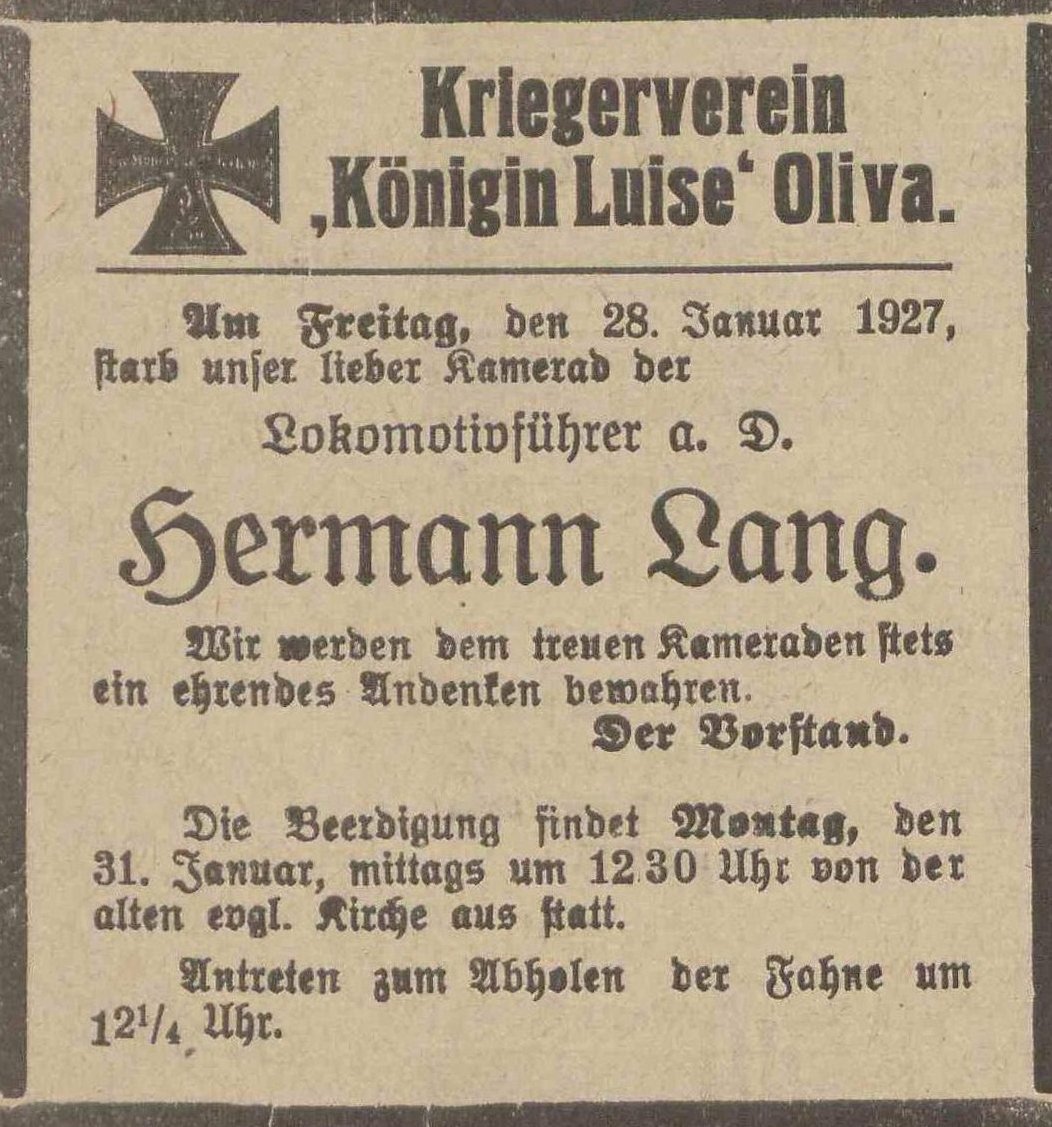 Kriegerverein
‚Königin Luise‘ Oliva.
Am Freitag, den 28. Januar 1927,
starb unser lieber Kamerad der
Lokomotivführer a. D.
Hermann Lang.
Wir werden dem treuen Kameraden stets
ein ehrendes Andenken bewahren.
Der Vorstand.
Die Beerdigung findet Montag, den
31. Januar, mittags um 12.30 Uhr von der
alten evgl. Kirche aus statt.
Antreten zum Abholen der Fahne um
12¹/₄ Uhr.